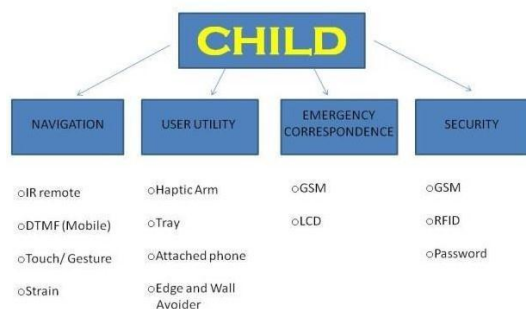 CHILD
NAVIGATION
USER UTILITY
EMERGENCY
CORRESPONDENCE
SECURITY
oIR remote
oDTMF (Mobile)
oTouch/ Gesture
oStrain
oHaptic Arm
oTray
oAttached phone
oEdge and Wall
Avoider
oGSM
oLCD
oGSM
oRFID
oPassword